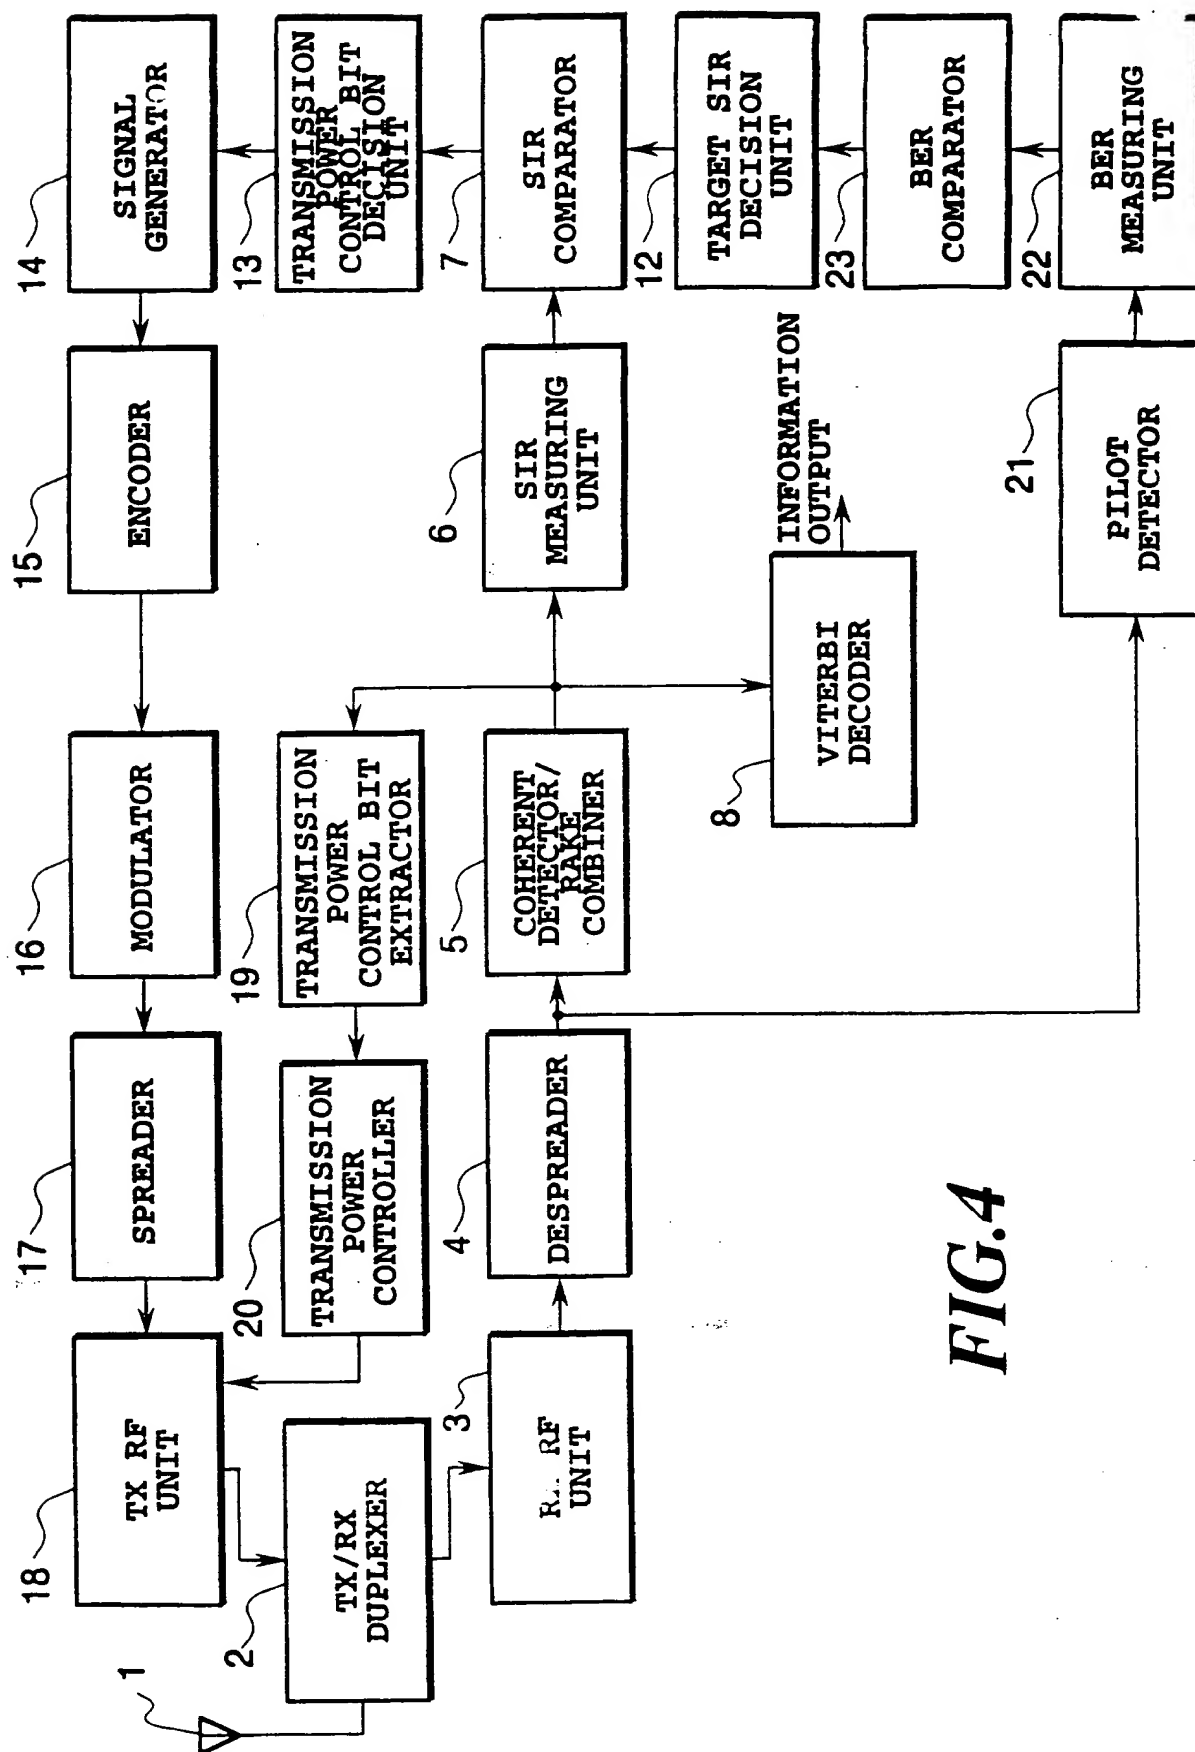 14
SIGNAL
GENERATOR
15
ENCODER
16
MODULATOR
17
SPREADER
18
TX RF
UNIT
13
TRANSMISSION
POWER
CONTROL BIT
DECISION
UNIT
19
TRANSMISSION
POWER
CONTROL BIT
EXTRACTOR
20
TRANSMISSION
POWER
CONTROLLER
1
2
TX/RX
DUPLEXER
7
SIR
COMPARATOR
6
SIR
MEASURING
UNIT
5
COHERENT
DETECTOR/
RAKE
COMBINER
4
DESPREADER
3
RF
UNIT
12
TARGET SIR
DECISION
UNIT
INFORMATION
OUTPUT
8
VITERBI
DECODER
23
BER
COMPARATOR
22
BER
MEASURING
UNIT
21
PILOT
DETECTOR
FIG.4